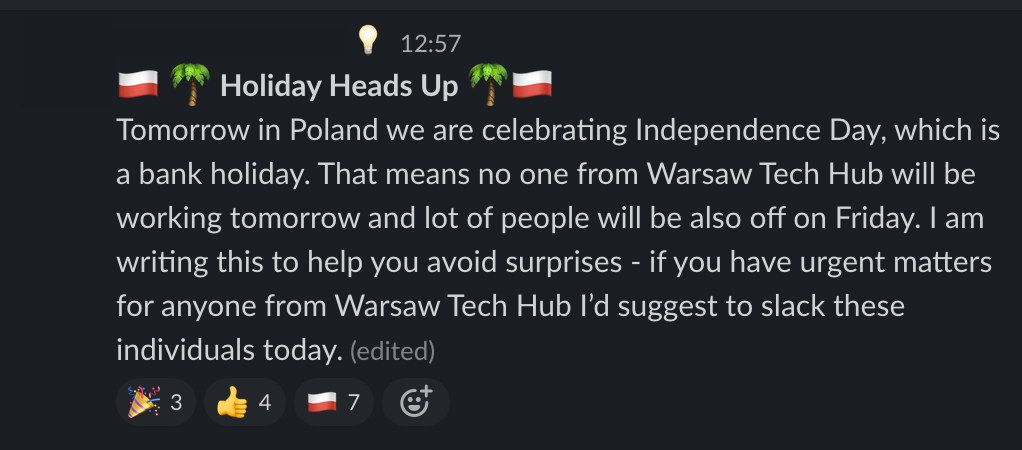 12:57
Holiday Heads Up
Tomorrow in Poland we are celebrating Independence Day, which is
a bank holiday. That means no one from Warsaw Tech Hub will be
working tomorrow and lot of people will be also off on Friday. I am
writing this to help you avoid surprises - if you have urgent matters
for anyone from Warsaw Tech Hub I’d suggest to slack these
individuals today. (edited)
3 4 7